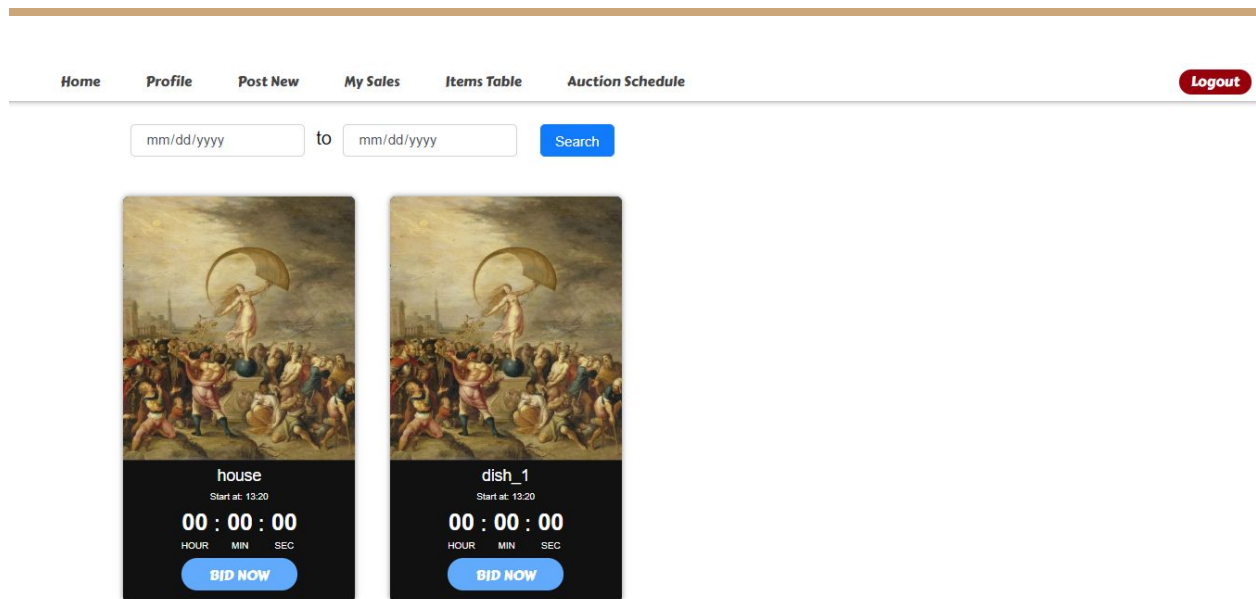 Home Profile Post New My Sales Items Table Auction Schedule Logout
mm/dd/yyyy to mm/dd/yyyy Search
house
Start at: 13:20
00 : 00 : 00
HOUR MIN SEC
BID NOW
dish_1
Start at: 13:20
00 : 00 : 00
HOUR MIN SEC
BID NOW